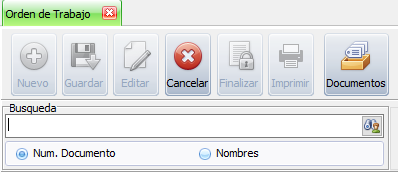 Orden de Trabajo
Nuevo Guardar Editar Cancelar Finalizar Imprimir Documentos
Busqueda
Num. Documento Nombres